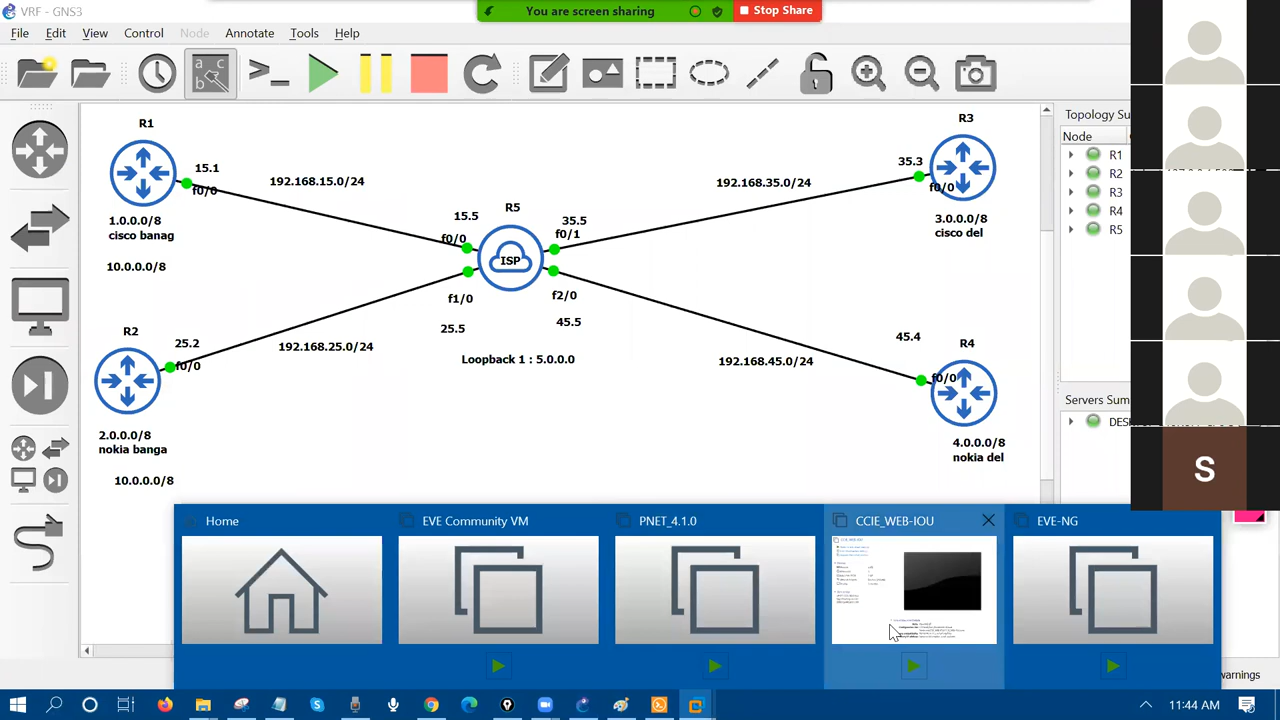 VRF - GNS3
You are screen sharing
Stop Share
File Edit View Control Node Annotate Tools Help
a c
b
Topology Su
Node
R1
R2
R3
R4
R5
R1
15.1
f0/0
192.168.15.0/24
1.0.0.0/8
cisco banag
10.0.0.0/8
R5
15.5
35.5
f0/0
f0/1
ISP
f1/0
f2/0
25.5
45.5
Loopback 1 : 5.0.0.0
192.168.35.0/24
R3
35.3
f0/0
3.0.0.0/8
cisco del
R2
25.2
f0/0
192.168.25.0/24
2.0.0.0/8
nokia banga
10.0.0.0/8
192.168.45.0/24
45.4
R4
f0/0
4.0.0.0/8
nokia del
Servers Sum
S
Home
EVE Community VM
PNET_4.1.0
CCIE_WEB-IOU
EVE-NG
warnings
11:44 AM